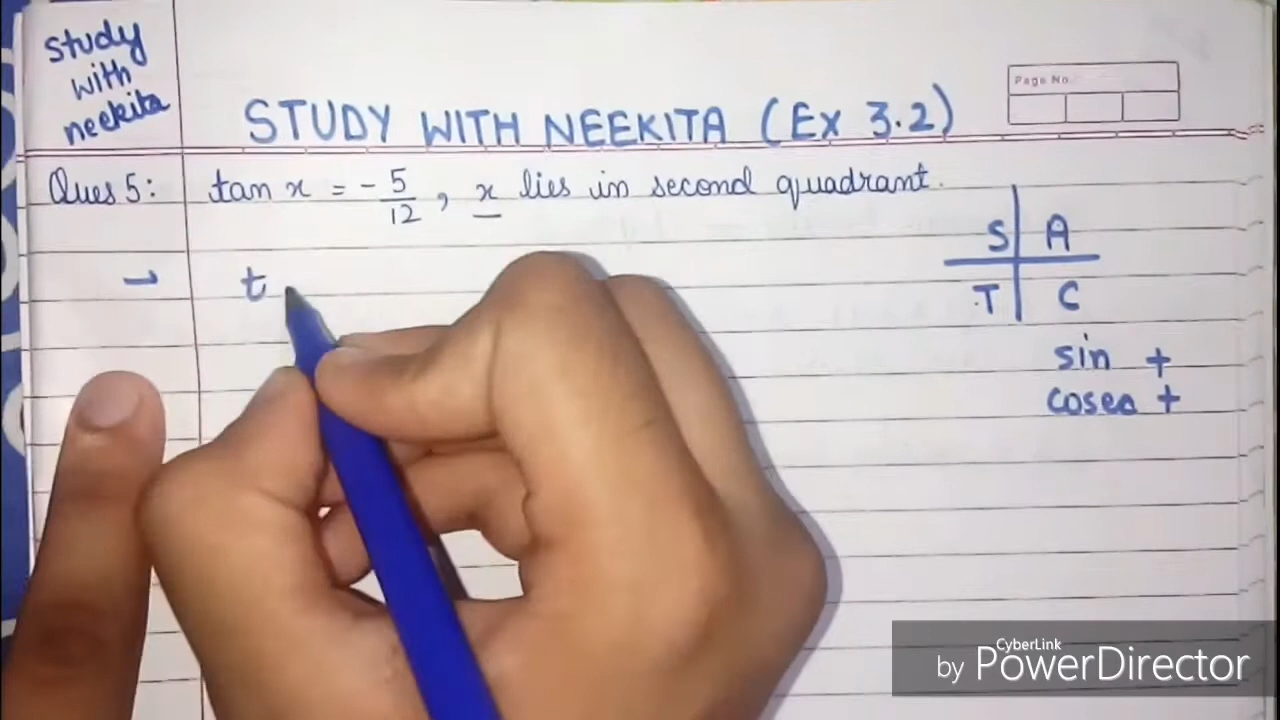 study
with
neekita
Page No.
STUDY WITH NEEKITA (Ex 3.2)
Ques 5: tan x = -5/12, x lies in second quadrant.
S A
T C
→ t
sin +
cosec +
CyberLink
by PowerDirector